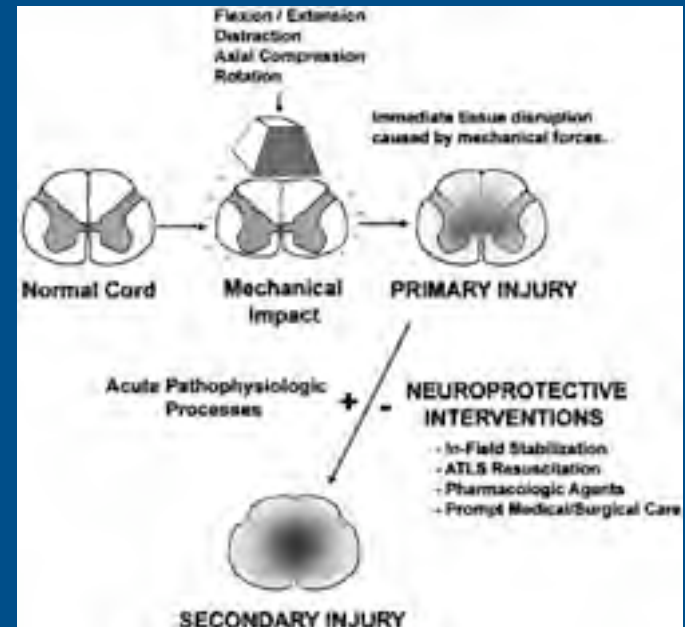 Flexion / Extension
Distraction
Axial Compression
Rotation
Immediate tissue disruption
caused by mechanical forces.
Normal Cord
Mechanical
Impact
PRIMARY INJURY
Acute Pathophysiologic
Processes
+
-
NEUROPROTECTIVE
INTERVENTIONS
- In-Field Stabilization
- ATLS Resuscitation
- Pharmacologic Agents
- Prompt Medical/Surgical Care
SECONDARY INJURY